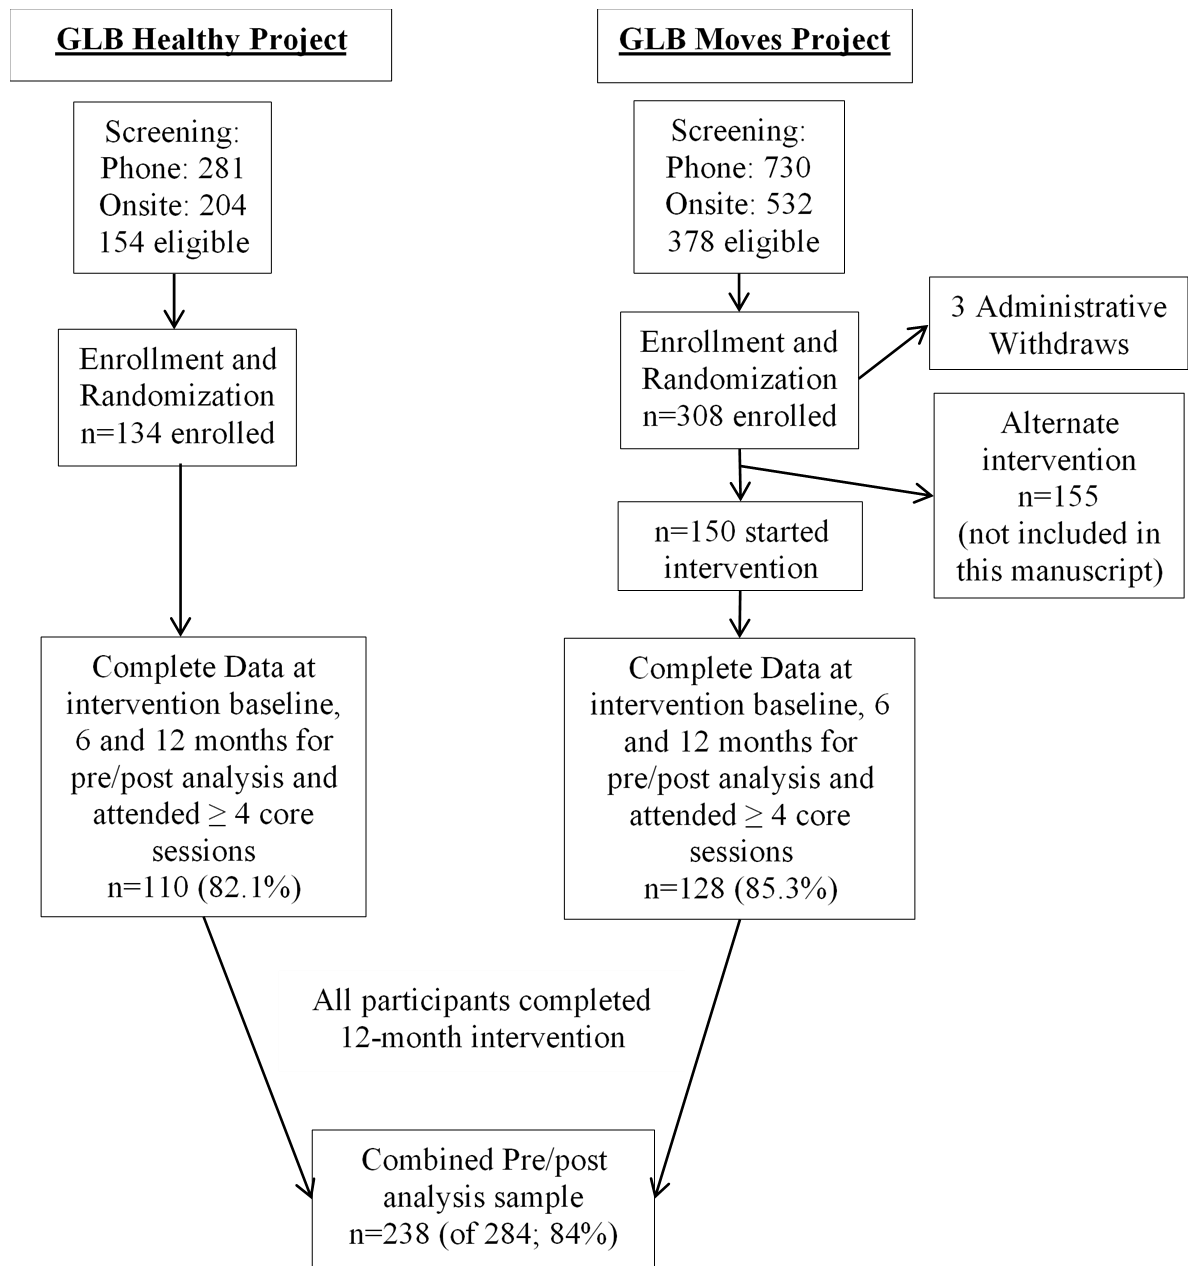 GLB Healthy Project
Screening:
Phone: 281
Onsite: 204
154 eligible
Enrollment and
Randomization
n=134 enrolled
Complete Data at
intervention baseline,
6 and 12 months for
pre/post analysis and
attended ≥ 4 core
sessions
n=110 (82.1%)
GLB Moves Project
Screening:
Phone: 730
Onsite: 532
378 eligible
Enrollment and
Randomization
n=308 enrolled
3 Administrative
Withdraws
Alternate
intervention
n=155
(not included in
this manuscript)
n=150 started
intervention
Complete Data at
intervention baseline, 6
and 12 months for
pre/post analysis and
attended ≥ 4 core
sessions
n=128 (85.3%)
All participants completed
12-month intervention
Combined Pre/post
analysis sample
n=238 (of 284; 84%)